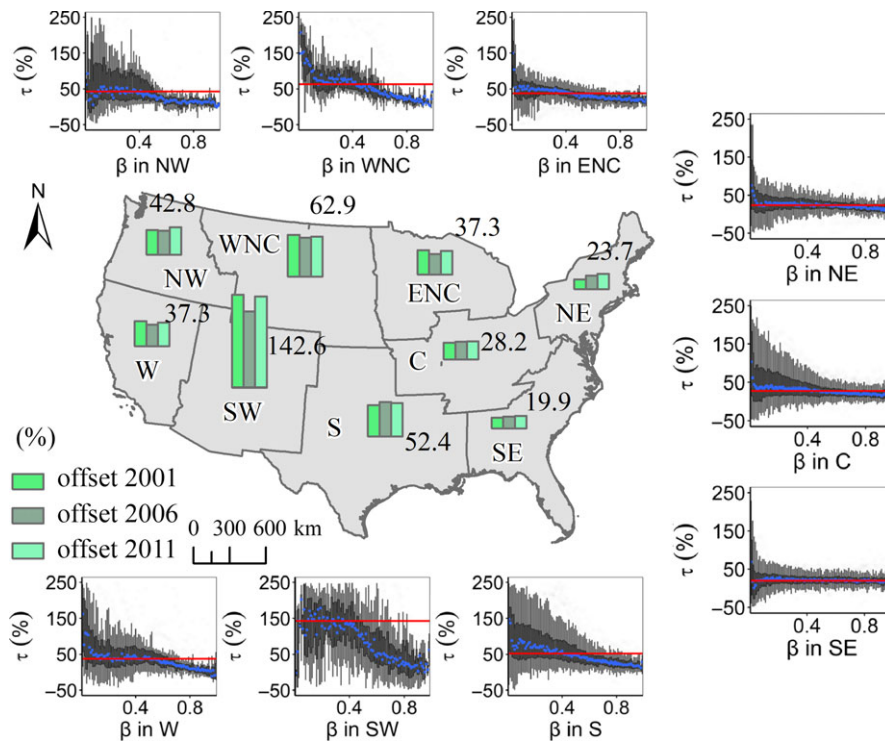 250
150
50
−50
τ (%)
0.4 0.8
β in NW
250
150
50
−50
τ (%)
0.4 0.8
β in WNC
250
150
50
−50
τ (%)
0.4 0.8
β in ENC
250
150
50
−50
τ (%)
0.4 0.8
β in NE
250
150
50
−50
τ (%)
0.4 0.8
β in C
250
150
50
−50
τ (%)
0.4 0.8
β in SE
N
42.8
NW
WNC
62.9
ENC
37.3
NE
23.7
W
37.3
SW
142.6
C
28.2
S
52.4
SE
19.9
(%)
offset 2001
offset 2006
offset 2011
0 300 600 km
250
150
50
−50
τ (%)
0.4 0.8
β in W
250
150
50
−50
τ (%)
0.4 0.8
β in SW
250
150
50
−50
τ (%)
0.4 0.8
β in S